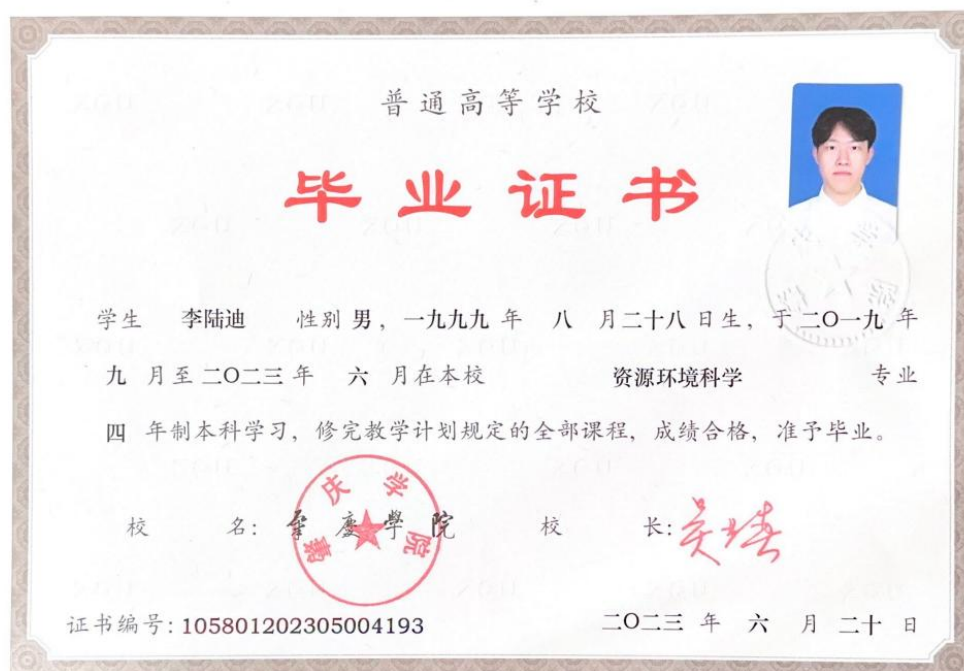 普通高等学校
毕业证书
学生 李陆迪 性别 男，一九九九 年 八 月 二十八 日生，于 二〇一九 年
九 月至 二〇二三 年 六 月在本校 资源环境科学 专业
四 年制本科学习，修完教学计划规定的全部课程，成绩合格，准予毕业。
校 名：肇慶學院 校 长：
肇庆学院
证书编号：105801202305004193
二〇二三 年 六 月 二十 日